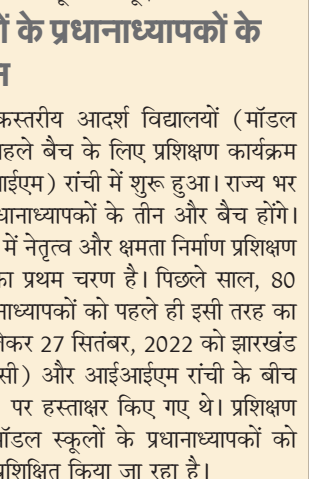 ों के प्रधानाध्यापकों के
न
कस्तरीय आदर्श विद्यालयों (मॉडल
हले बैच के लिए प्रशिक्षण कार्यक्रम
आईएम) रांची में शुरू हुआ। राज्य भर
धानाध्यापकों के तीन और बैच होंगे।
में नेतृत्व और क्षमता निर्माण प्रशिक्षण
का प्रथम चरण है। पिछले साल, 80
नाध्यापकों को पहले ही इसी तरह का
लेकर 27 सितंबर, 2022 को झारखंड
सी) और आईआईएम रांची के बीच
पर हस्ताक्षर किए गए थे। प्रशिक्षण
मॉडल स्कूलों के प्रधानाध्यापकों को
प्रशिक्षित किया जा रहा है।